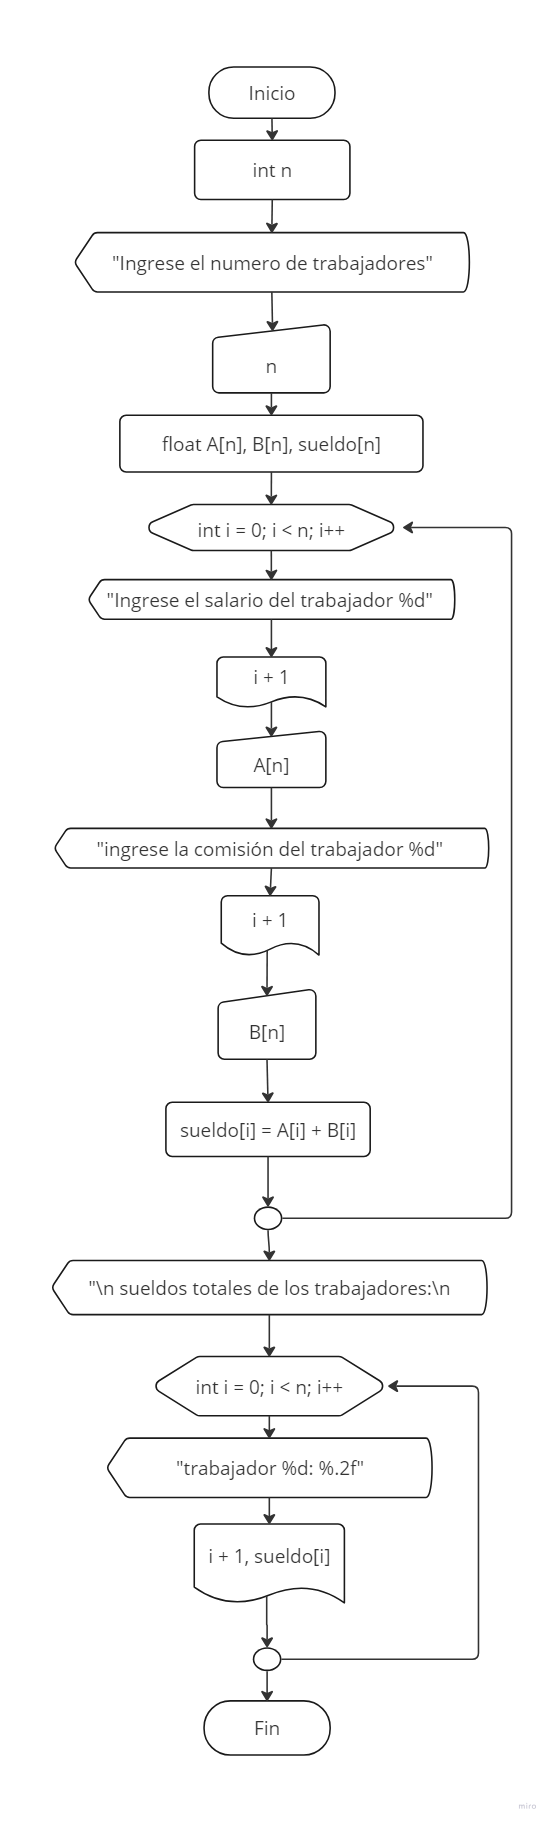 Inicio
int n
"Ingrese el numero de trabajadores"
n
float A[n], B[n], sueldo[n]
int i = 0; i < n; i++
"Ingrese el salario del trabajador %d"
i + 1
A[n]
"ingrese la comisión del trabajador %d"
i + 1
B[n]
sueldo[i] = A[i] + B[i]
"\n sueldos totales de los trabajadores:\n
int i = 0; i < n; i++
"trabajador %d: %.2f"
i + 1, sueldo[i]
Fin
miro